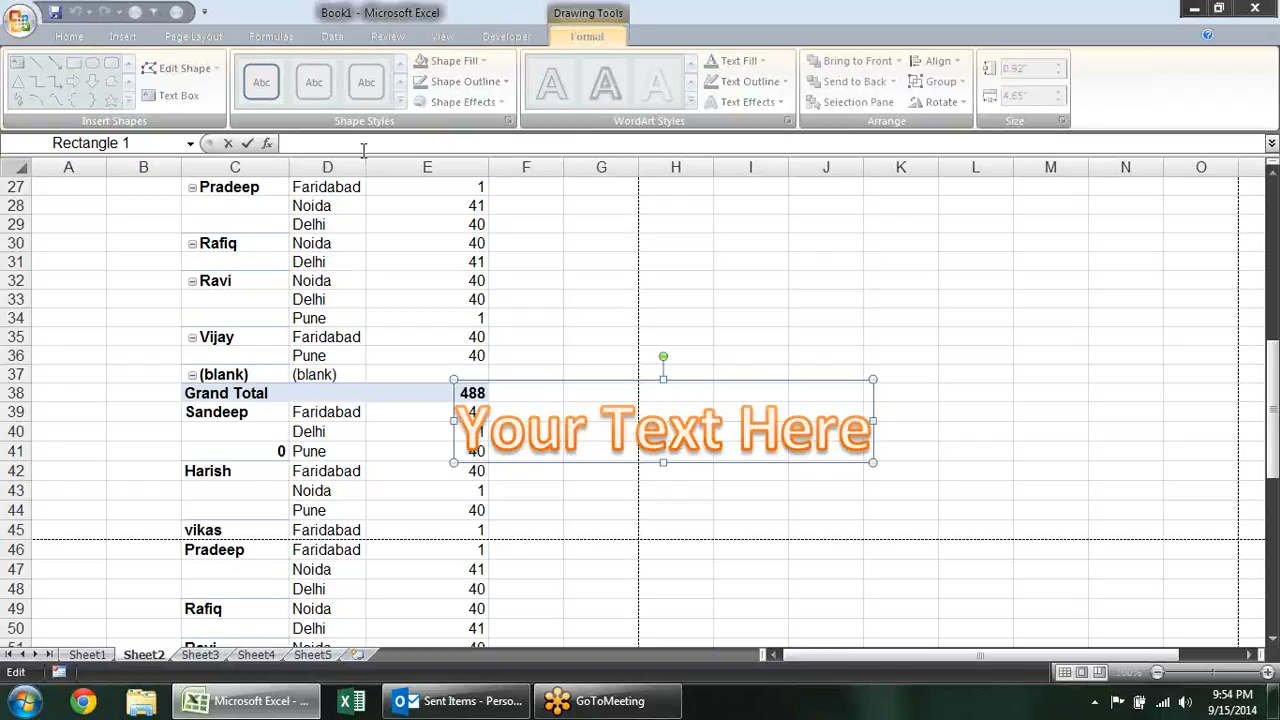 Book1 - Microsoft Excel
Drawing Tools
Home Insert Page Layout Formulas Data Review View Developer Format
Edit Shape
Text Box
Insert Shapes
Abc Abc Abc
Shape Fill
Shape Outline
Shape Effects
Shape Styles
A A A
Text Fill
Text Outline
Text Effects
WordArt Styles
Bring to Front
Send to Back
Selection Pane
Align
Group
Rotate
Arrange
0.92"
4.65"
Size
Rectangle 1
fx
A B C D E F G H I J K L M N O
27 Pradeep Faridabad 1
28 Noida 41
29 Delhi 40
30 Rafiq Noida 40
31 Delhi 41
32 Ravi Noida 40
33 Delhi 40
34 Pune 1
35 Vijay Faridabad 40
36 Pune 40
37 (blank) (blank)
38 Grand Total 488
39 Sandeep Faridabad
40 Delhi
41 0 Pune 40
Your Text Here
42 Harish Faridabad 40
43 Noida 1
44 Pune 40
45 vikas Faridabad 1
46 Pradeep Faridabad 1
47 Noida 41
48 Delhi 40
49 Rafiq Noida 40
50 Delhi 41
Sheet1 Sheet2 Sheet3 Sheet4 Sheet5
Edit
100%
Microsoft Excel - ...
Sent Items - Perso...
GoToMeeting
9:54 PM
9/15/2014